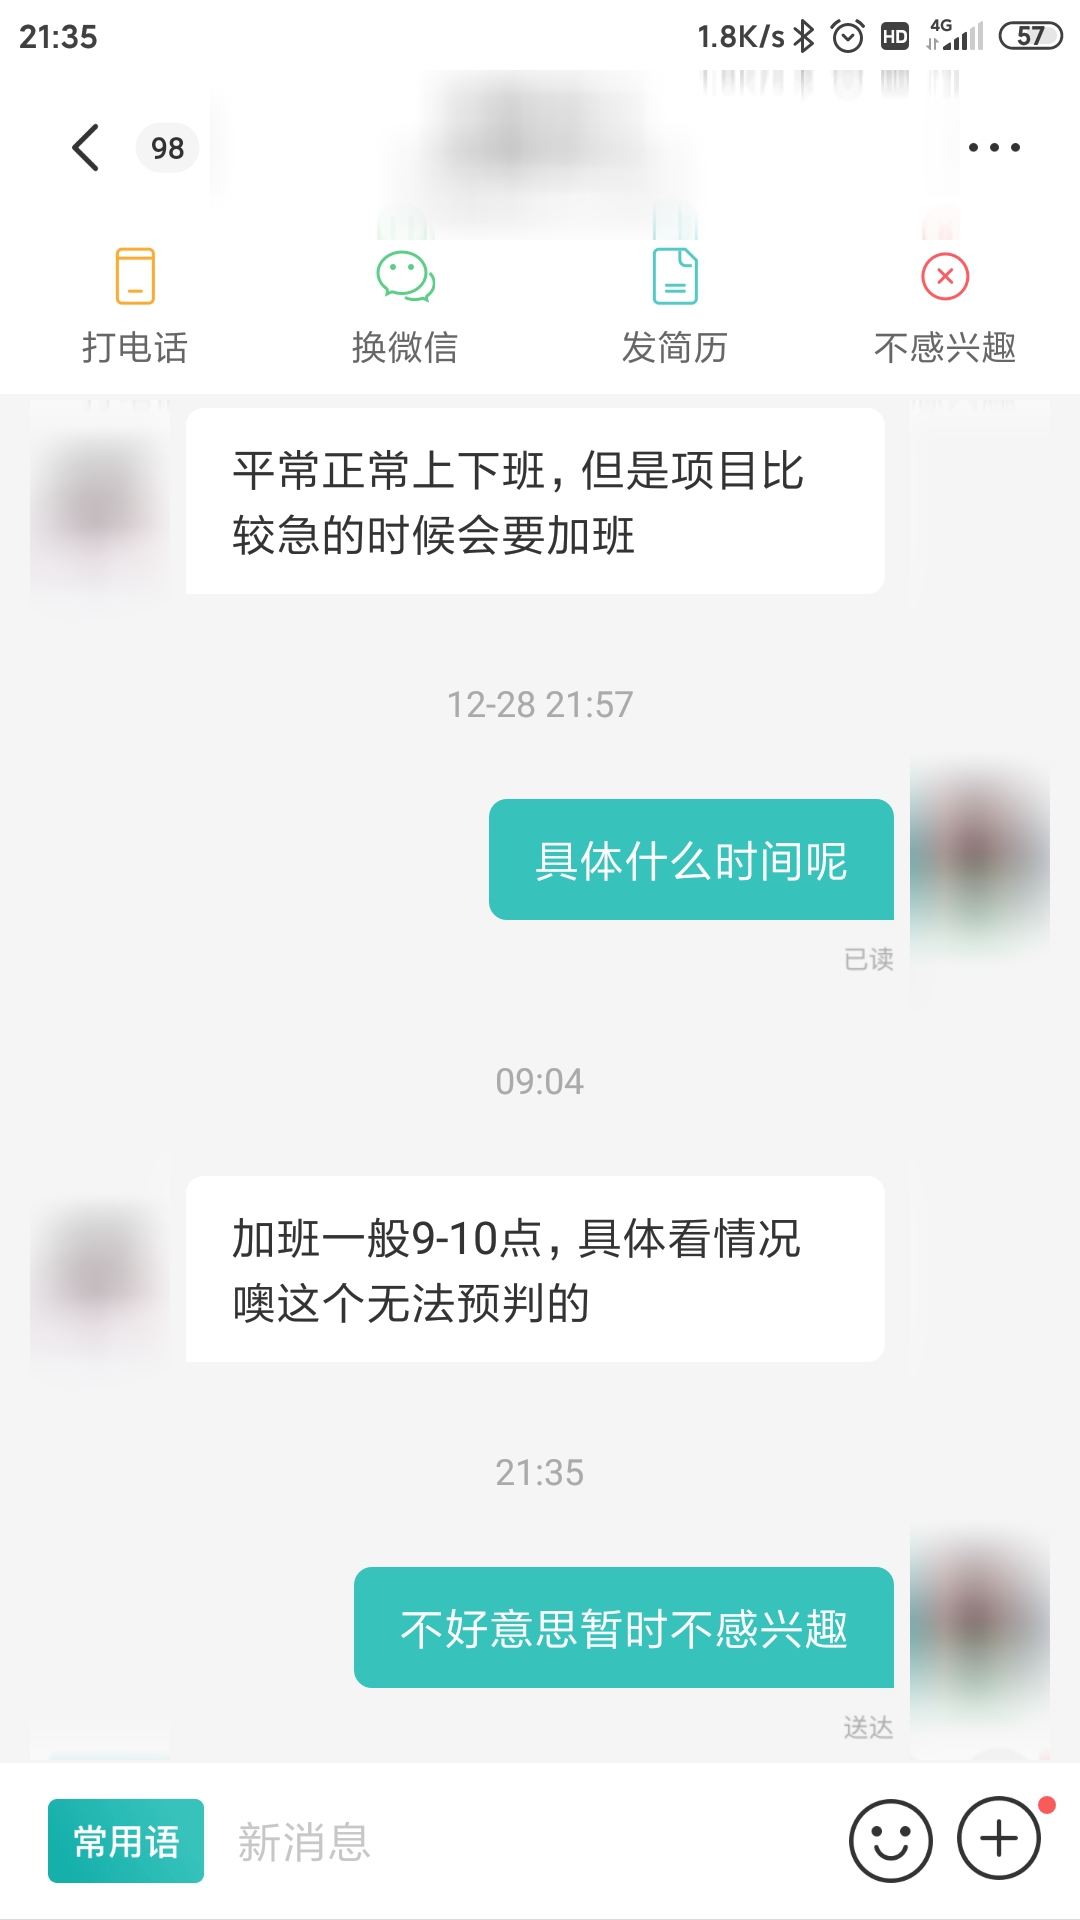 21:35
1.8K/s HD 4G 57
98
打电话 换微信 发简历 不感兴趣
平常正常上下班，但是项目比
较急的时候会要加班
12-28 21:57
具体什么时间呢
已读
09:04
加班一般9-10点，具体看情况
噢这个无法预判的
21:35
不好意思暂时不感兴趣
送达
常用语 新消息